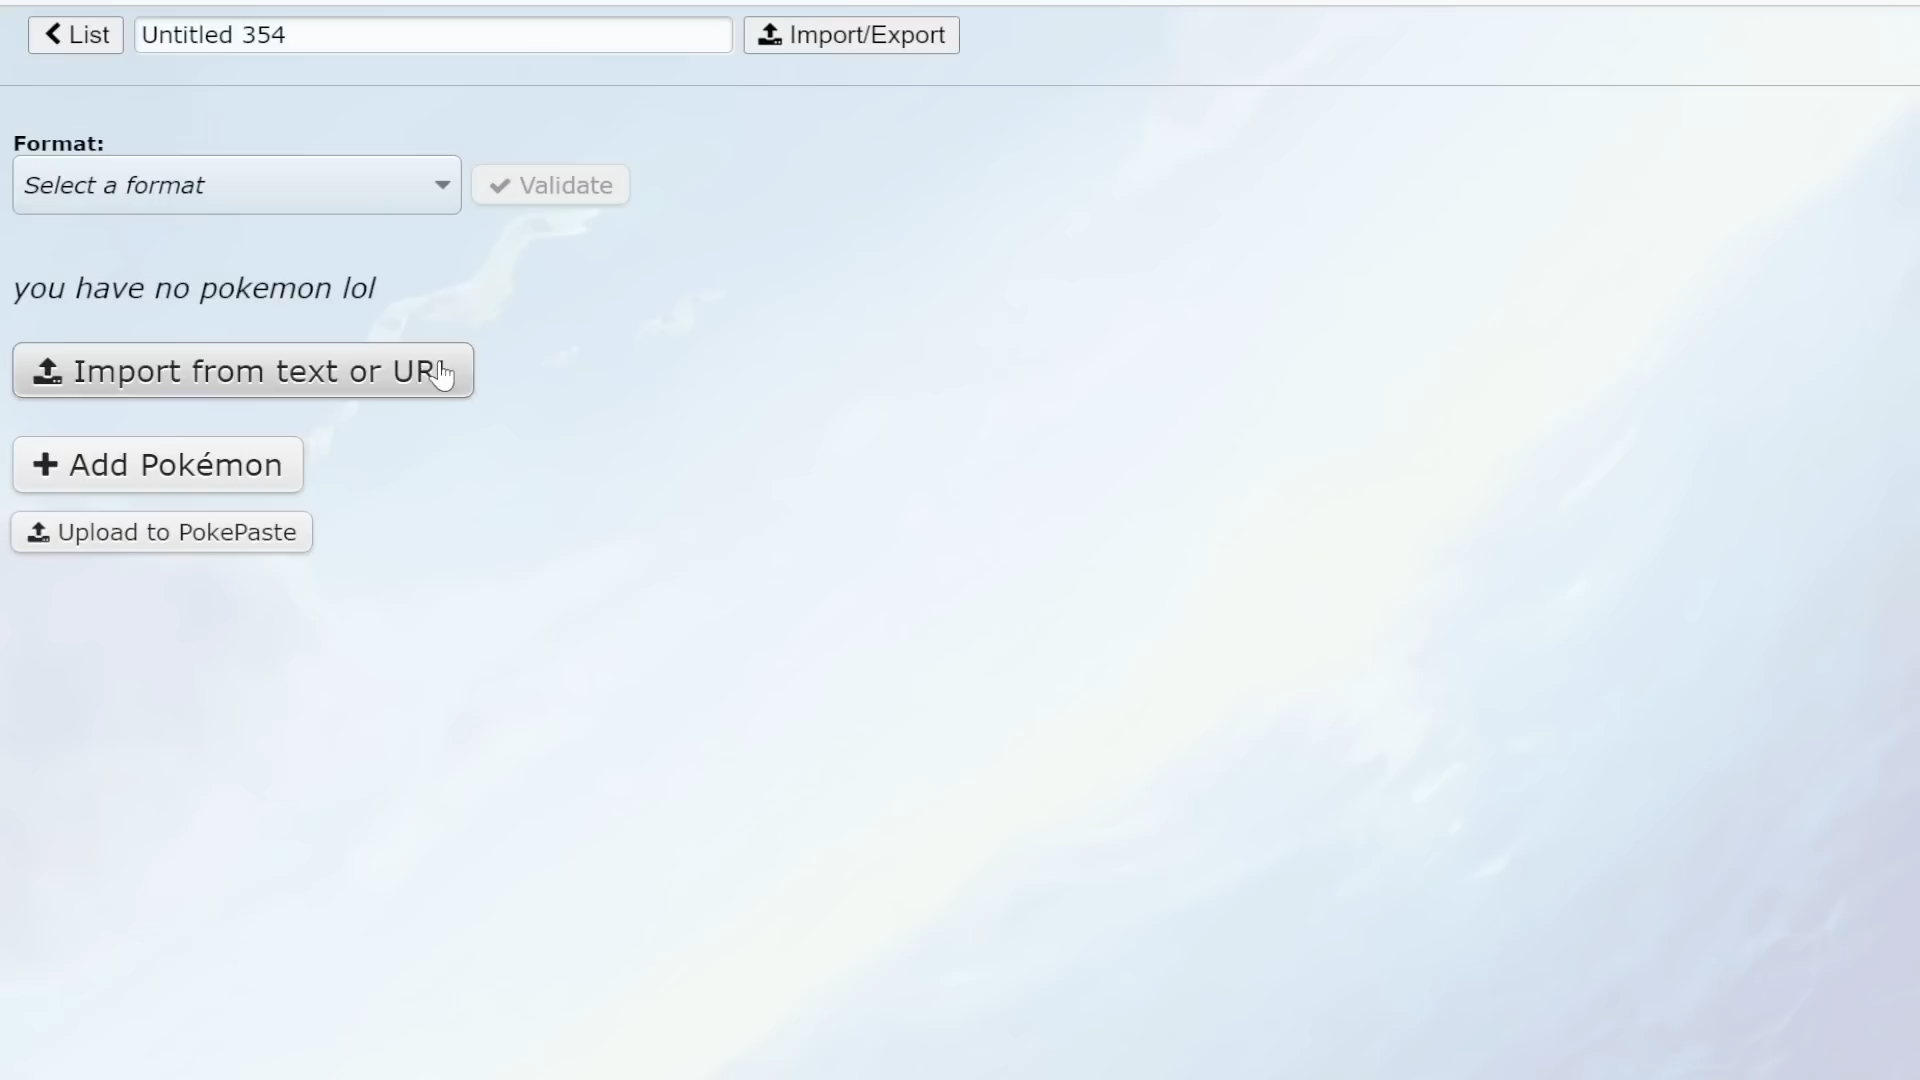 List
Untitled 354
Import/Export
Format:
Select a format
Validate
you have no pokemon lol
Import from text or UR
Add Pokémon
Upload to PokePaste